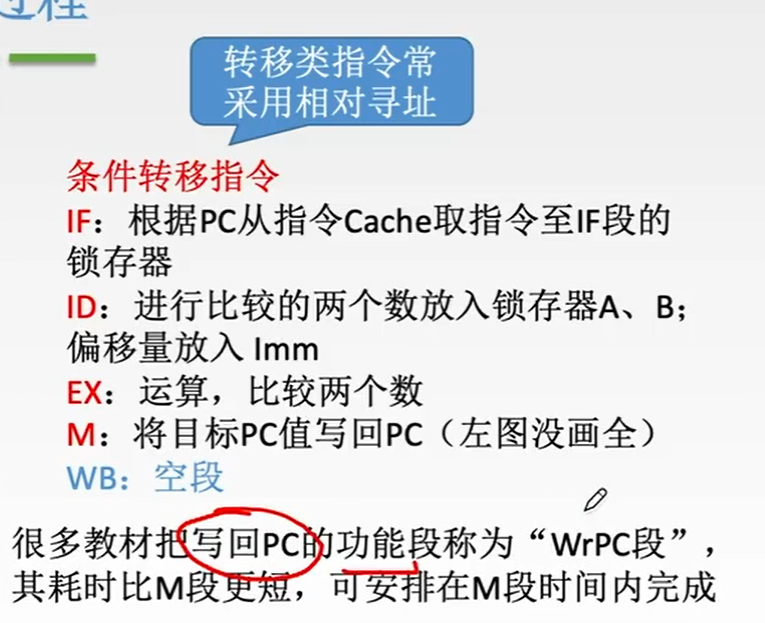 过程
转移类指令常
采用相对寻址
条件转移指令
IF：根据PC从指令Cache取指令至IF段的
锁存器
ID：进行比较的两个数放入锁存器A、B；
偏移量放入 Imm
EX：运算，比较两个数
M：将目标PC值写回PC（左图没画全）
WB：空段
很多教材把写回PC的功能段称为“WrPC段”，
其耗时比M段更短，可安排在M段时间内完成